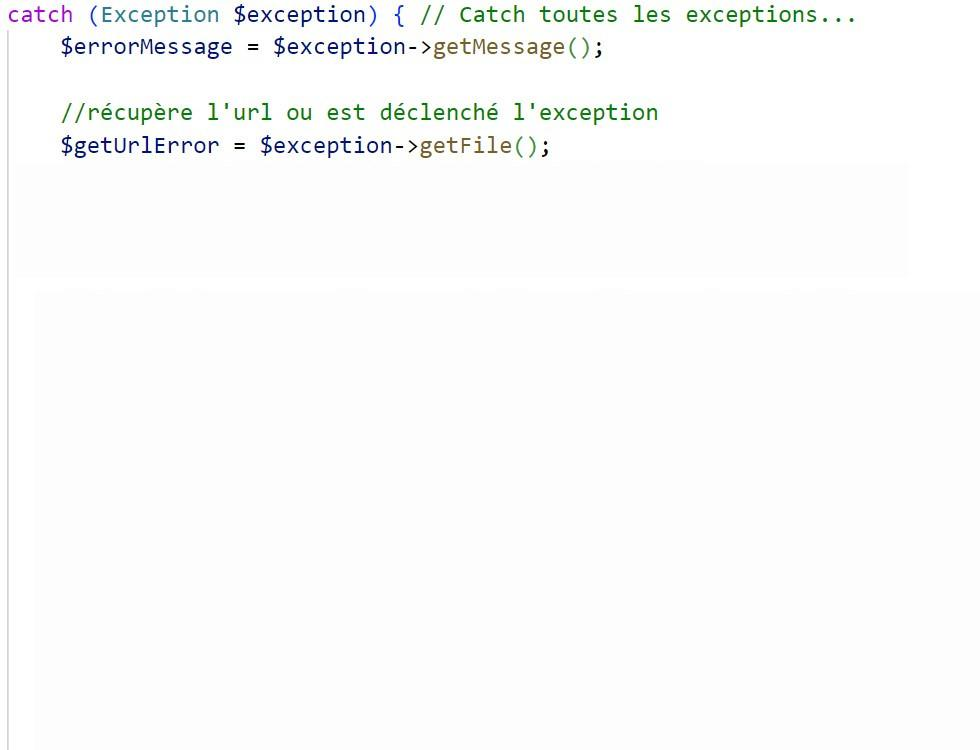 catch (Exception $exception) { // Catch toutes les exceptions...
$errorMessage = $exception->getMessage();
//récupère l'url ou est déclenché l'exception
$getUrlError = $exception->getFile();